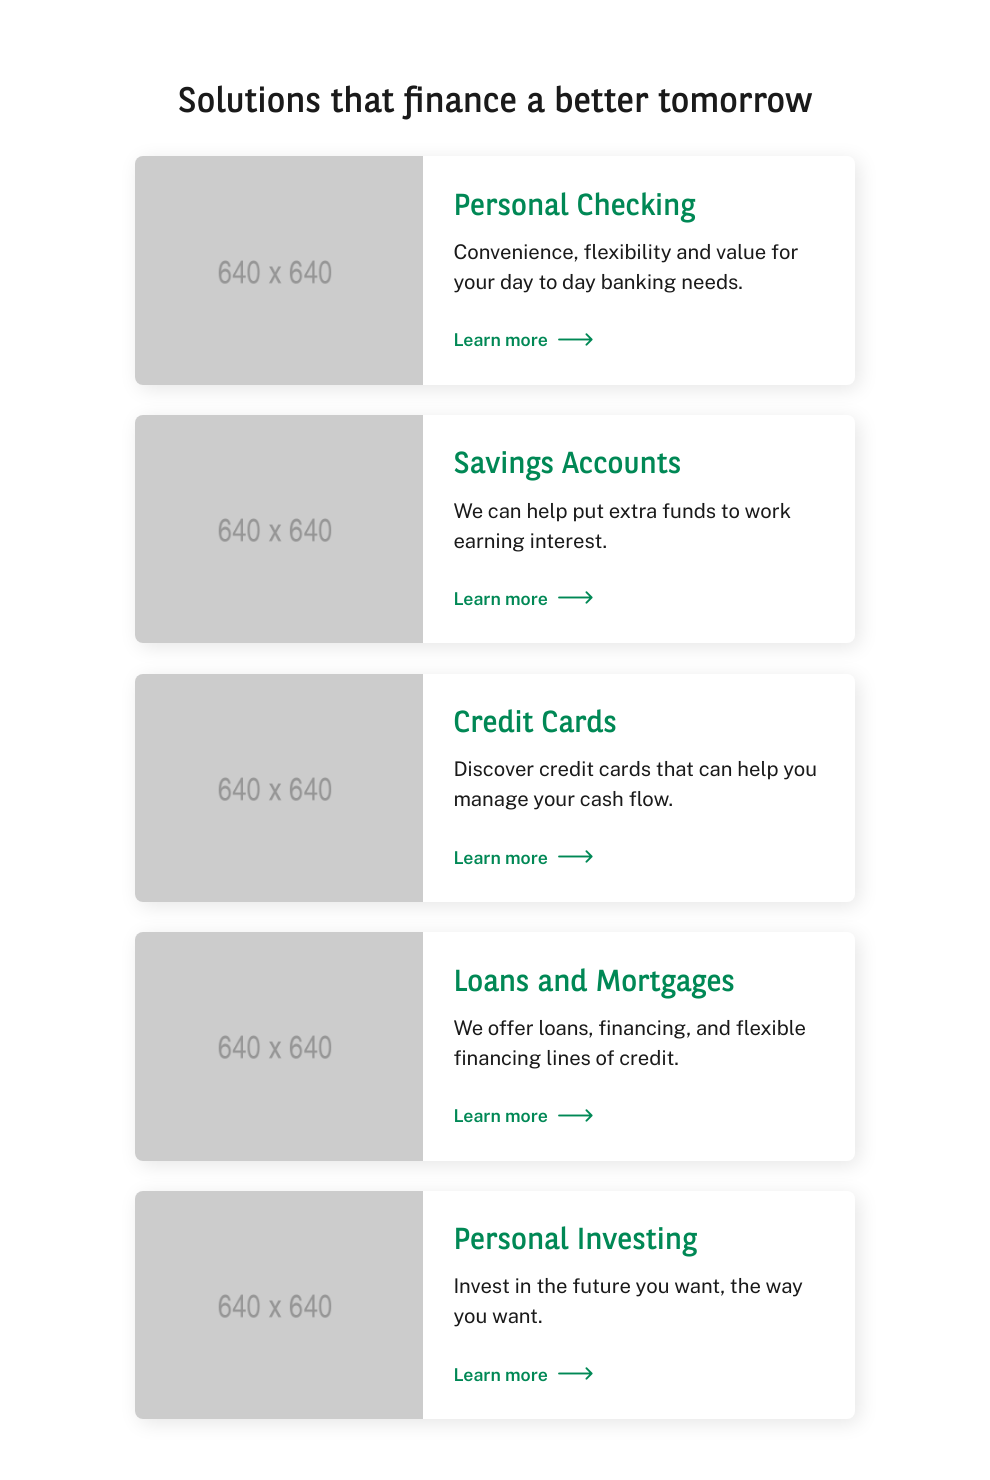 Solutions that finance a better tomorrow
640 x 640
Personal Checking
Convenience, flexibility and value for
your day to day banking needs.
Learn more
640 x 640
Savings Accounts
We can help put extra funds to work
earning interest.
Learn more
640 x 640
Credit Cards
Discover credit cards that can help you
manage your cash flow.
Learn more
640 x 640
Loans and Mortgages
We offer loans, financing, and flexible
financing lines of credit.
Learn more
640 x 640
Personal Investing
Invest in the future you want, the way
you want.
Learn more